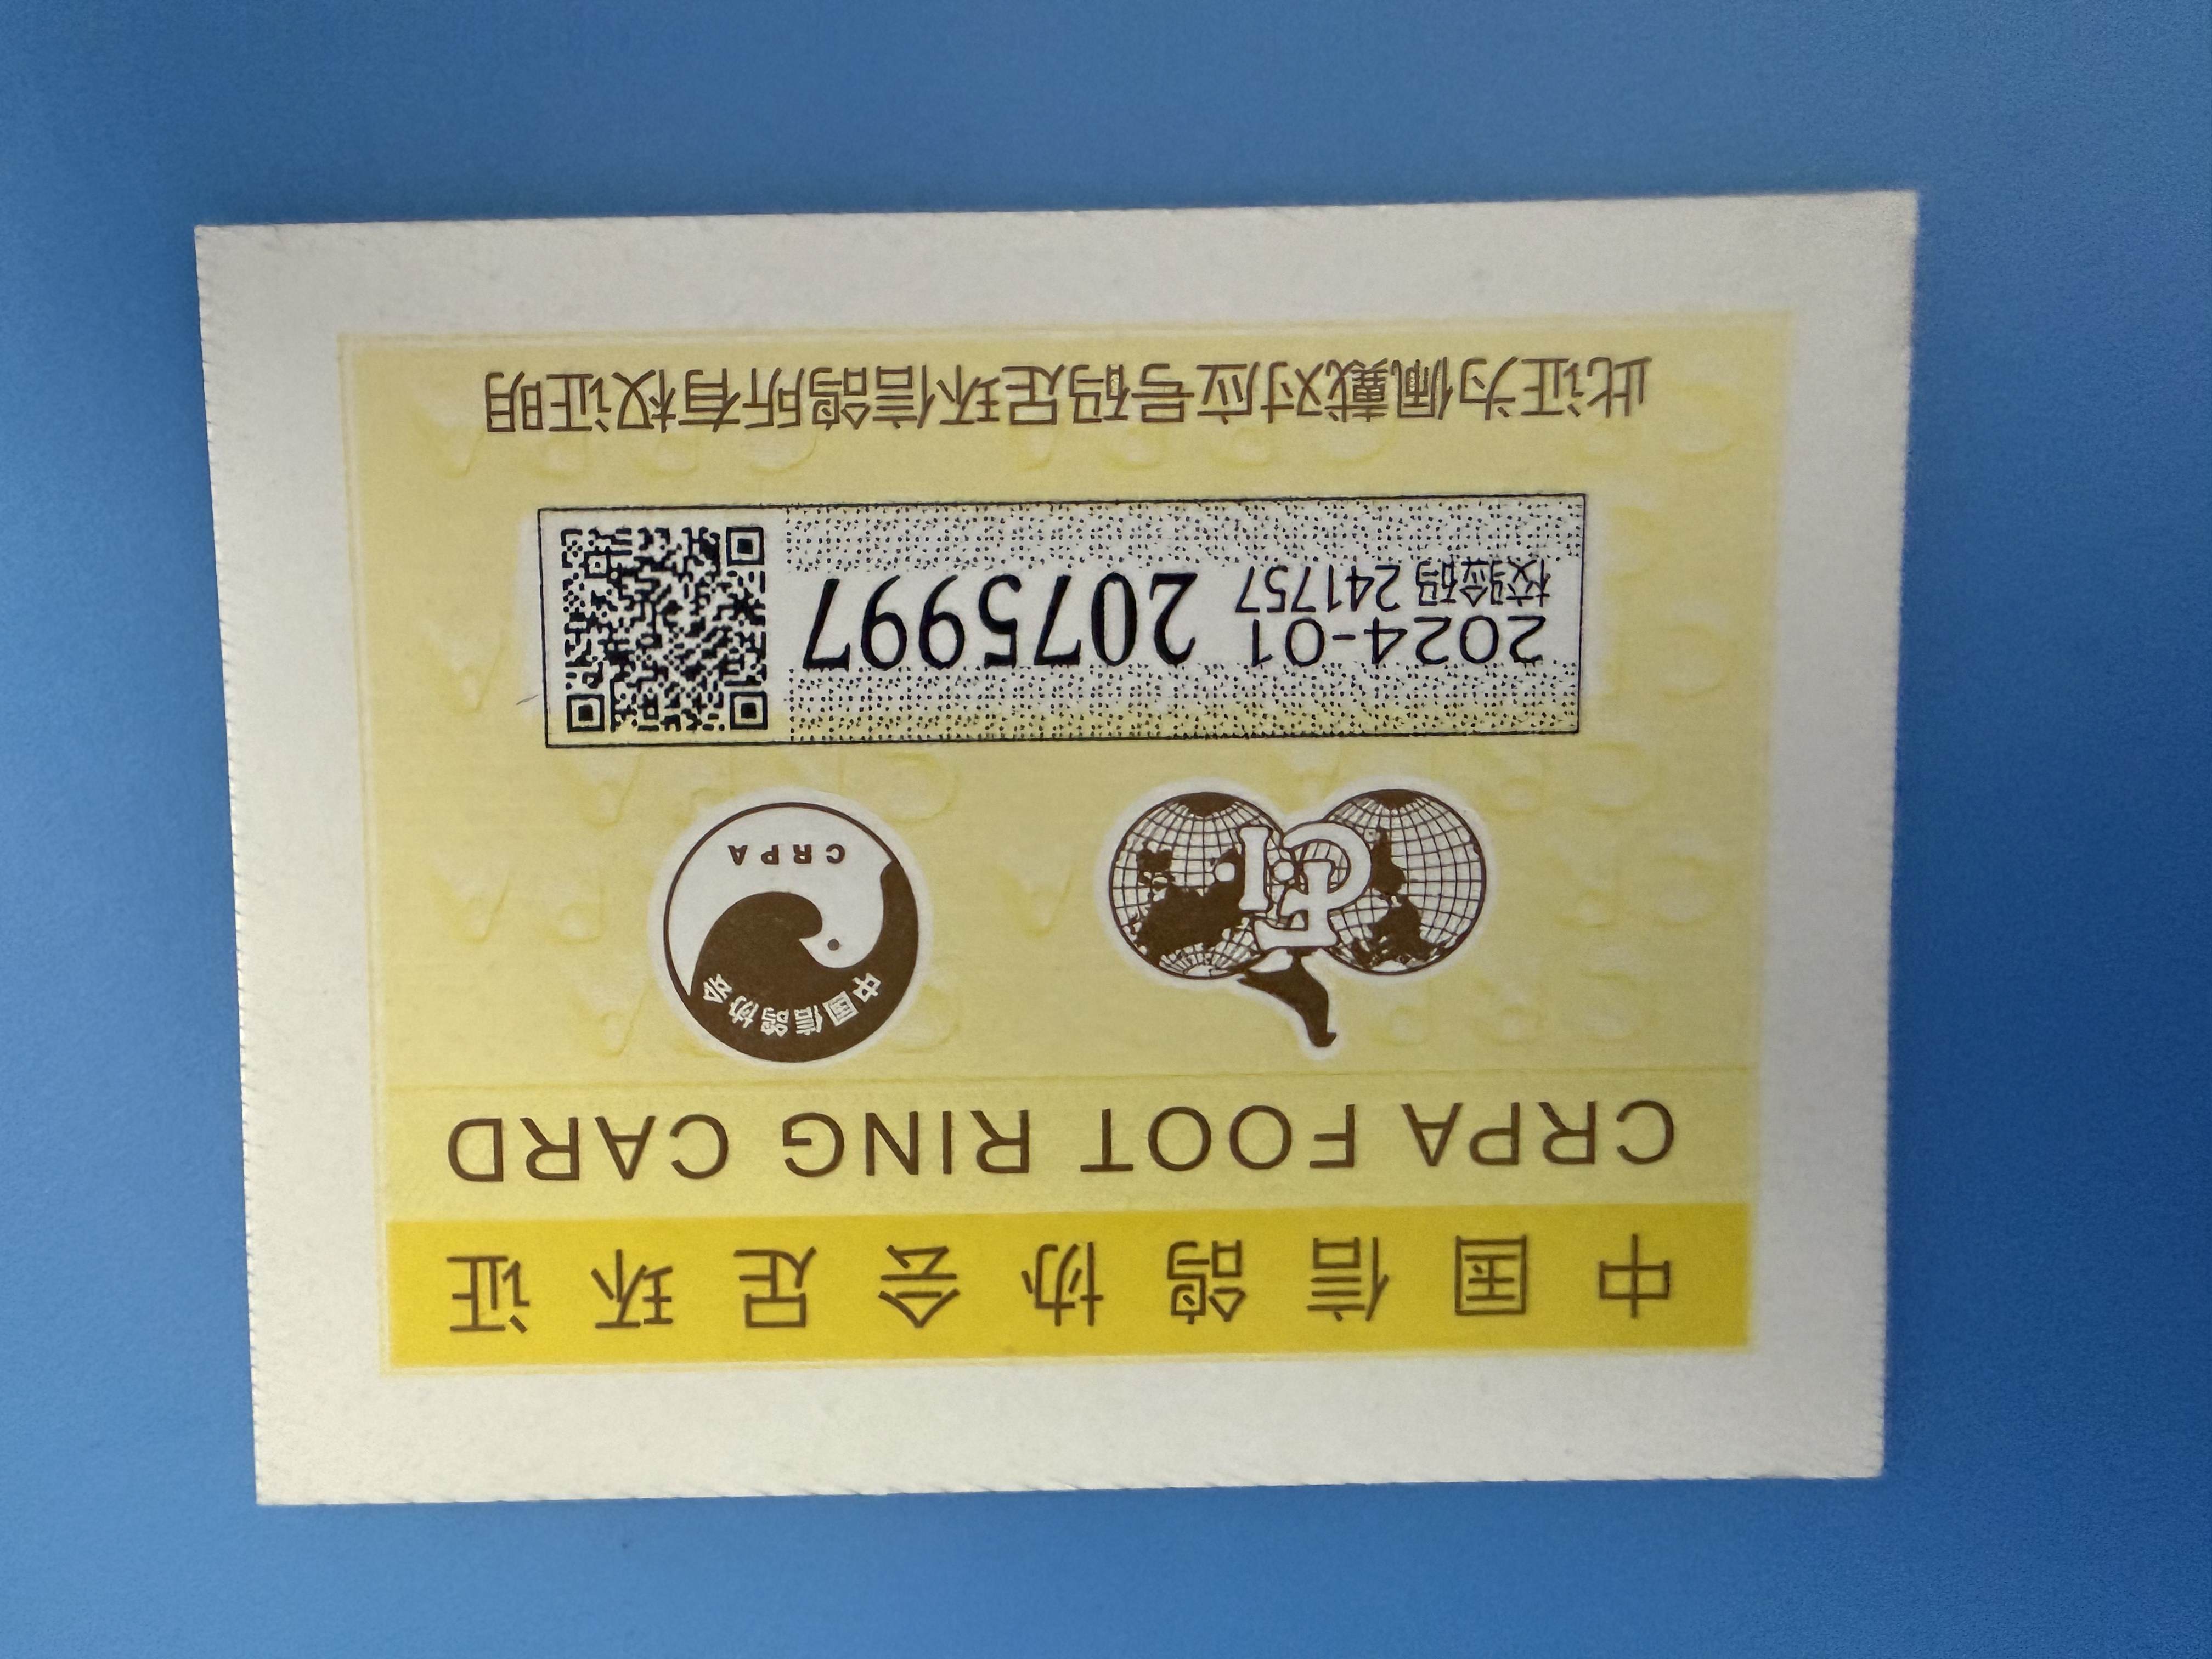 中国信鸽协会足环证
CRPA FOOT RING CARD
F.C.I.
中国信鸽协会
CRPA
2024-01 2075997
校验码 241757
此证为佩戴对应号码足环信鸽所有权证明